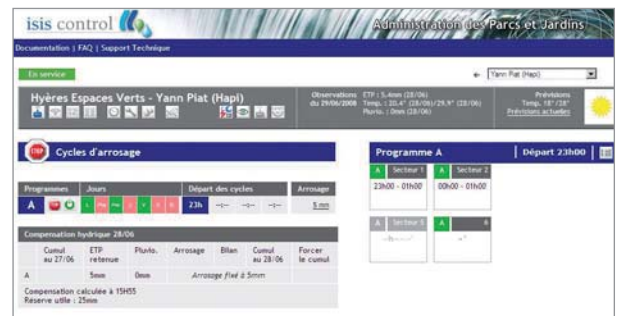 isis control
Administration des Parcs et Jardins
Documentation | FAQ | Support Technique
En service
Yann Piat (Hapi)
Hyères Espaces Verts - Yann Piat (Hapi)
Observations du 29/06/2008
ETP : 5.4mm (28/06)
Temp. : 20.4° (28/06)/29.9° (28/06)
Pluvio. : 0mm (28/06)
Prévisions
Temp. 18°/28°
Prévisions actuelles
STOP
Cycles d'arrosage
Programmes Jours Départ des cycles Arrosage
A L J V S D 23h --:-- --:-- --:-- 5 mm
Compensation hydrique 28/06
Cumul au 27/06 ETP retenue Pluvio. Arrosage Bilan Cumul au 28/06 Forcer le cumul
A 5mm 0mm Arrosage fixé à 5mm
Compensation calculée à 15H55
Réserve utile : 25mm
Programme A Départ 23h00
A Secteur 1
23h00 - 01h00
A Secteur 2
00h00 - 01h00
A Secteur
A